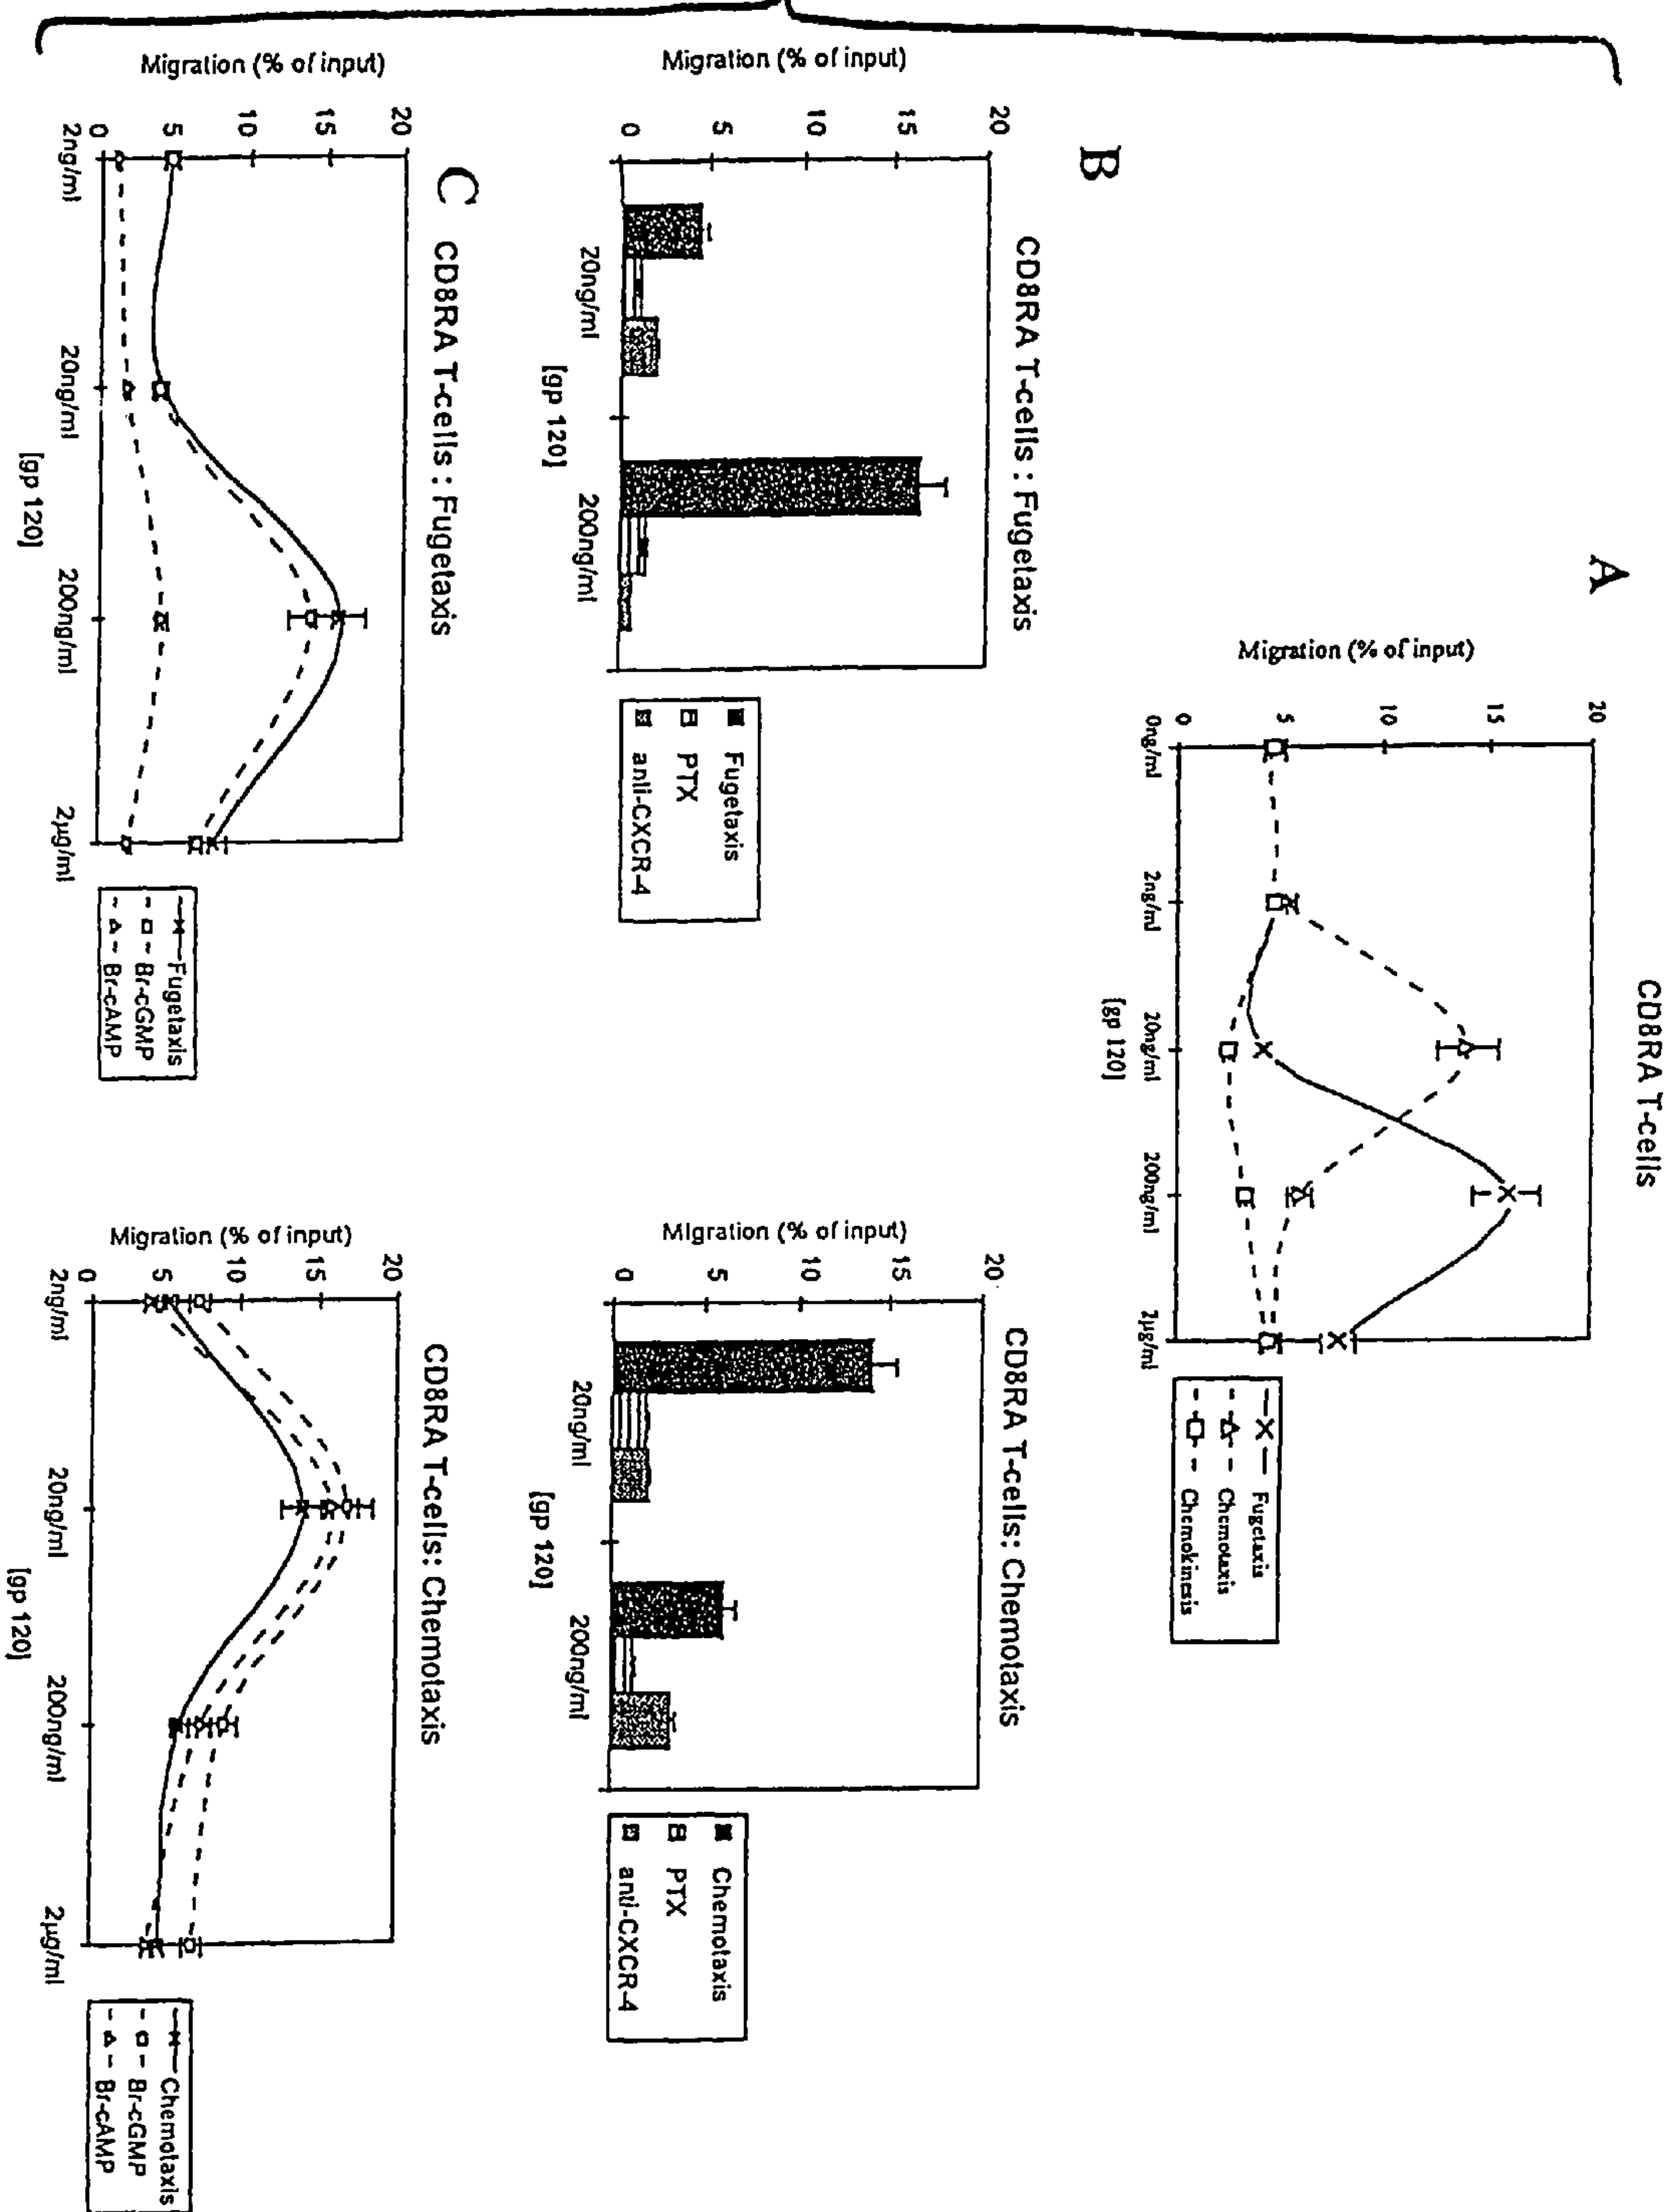 A
CD8RA T-cells
Migration (% of input)
20
15
10
5
0
0ng/ml 2ng/ml 20ng/ml 200ng/ml 2µg/ml
[gp 120]
Fugetaxis
Chemotaxis
Chemokinesis
B
CD8RA T-cells : Fugetaxis
Migration (% of input)
20
15
10
5
0
20ng/ml 200ng/ml
[gp 120]
Fugetaxis
PTX
anti-CXCR-4
CD8RA T-cells: Chemotaxis
Migration (% of input)
20
15
10
5
0
20ng/ml 200ng/ml
[gp 120]
Chemotaxis
PTX
anti-CXCR-4
C
CD8RA T-cells : Fugetaxis
Migration (% of input)
20
15
10
5
0
2ng/ml 20ng/ml 200ng/ml 2µg/ml
[gp 120]
Fugetaxis
Br-cGMP
Br-cAMP
CD8RA T-cells: Chemotaxis
Migration (% of input)
20
15
10
5
0
2ng/ml 20ng/ml 200ng/ml 2µg/ml
[gp 120]
Chemotaxis
Br-cGMP
Br-cAMP